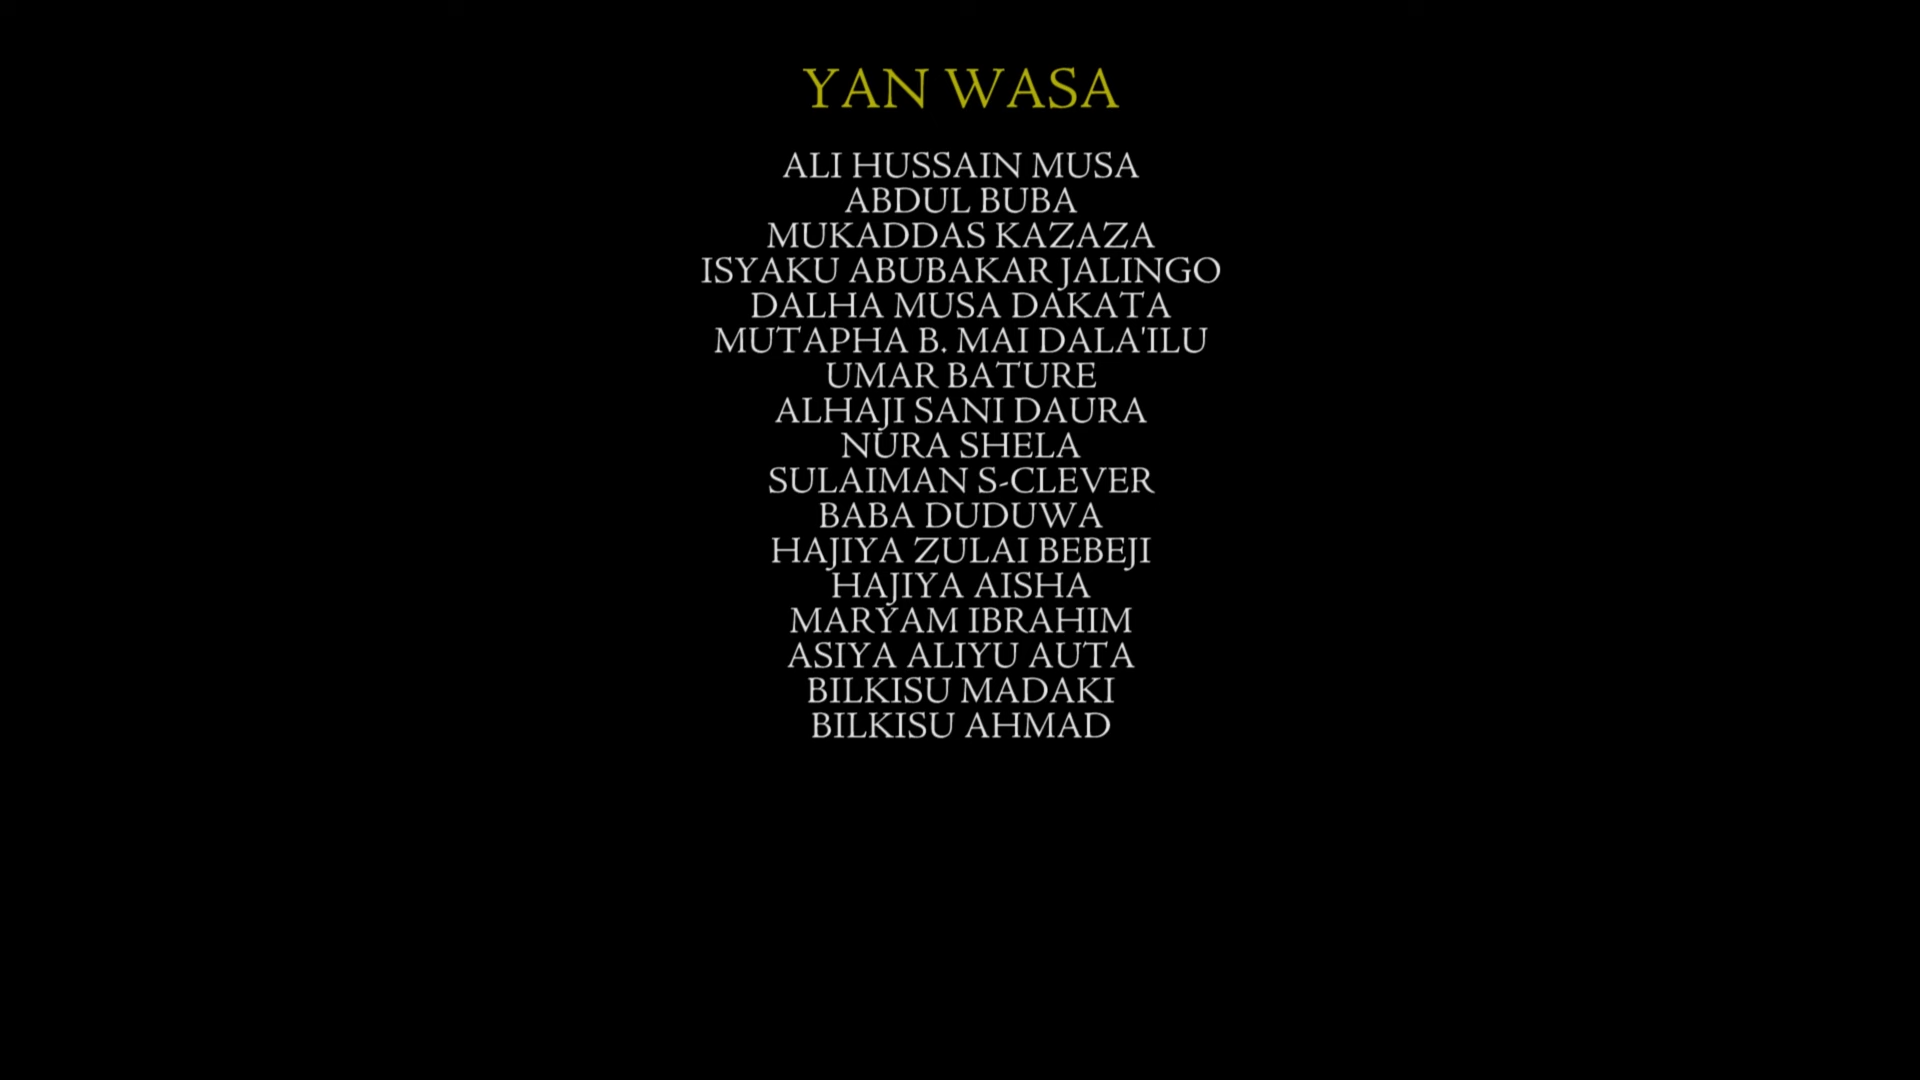 YAN WASA
ALI HUSSAIN MUSA
ABDUL BUBA
MUKADDAS KAZAZA
ISYAKU ABUBAKAR JALINGO
DALHA MUSA DAKATA
MUTAPHA B. MAI DALA'ILU
UMAR BATURE
ALHAJI SANI DAURA
NURA SHELA
SULAIMAN S-CLEVER
BABA DUDUWA
HAJIYA ZULAI BEBEJI
HAJIYA AISHA
MARYAM IBRAHIM
ASIYA ALIYU AUTA
BILKISU MADAKI
BILKISU AHMAD